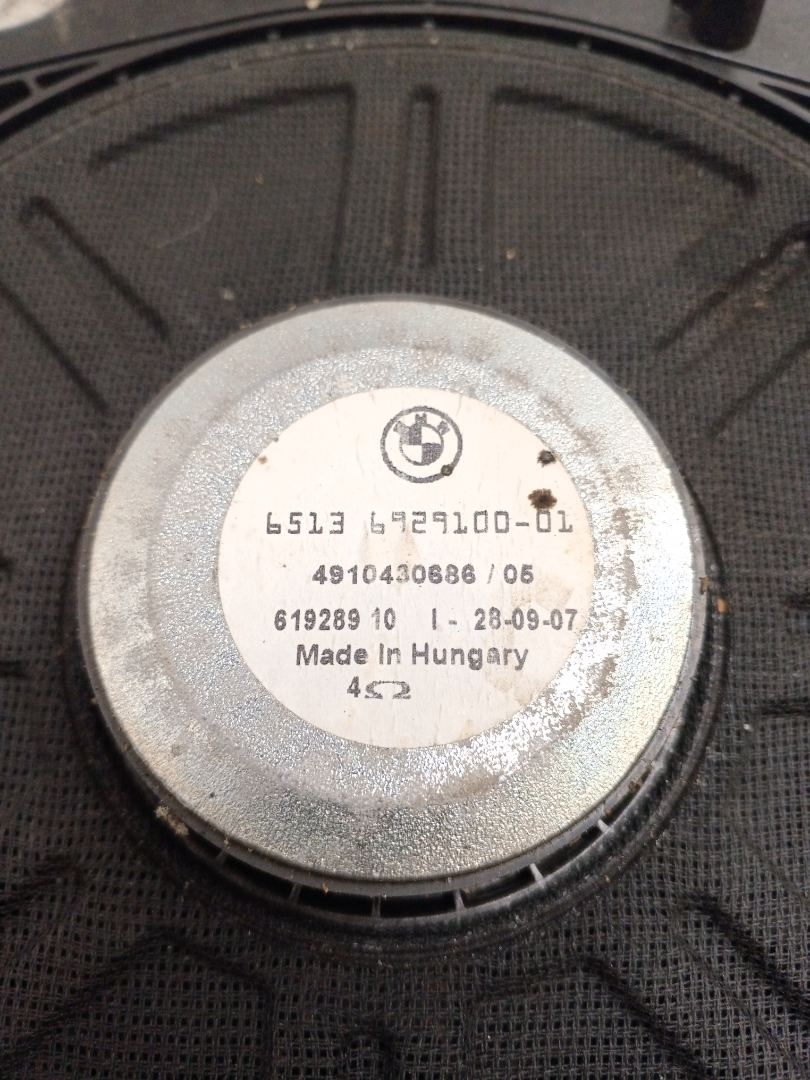 6513 6929100-01
4910430686 / 05
619289 10 I - 28-09-07
Made In Hungary
4Ω